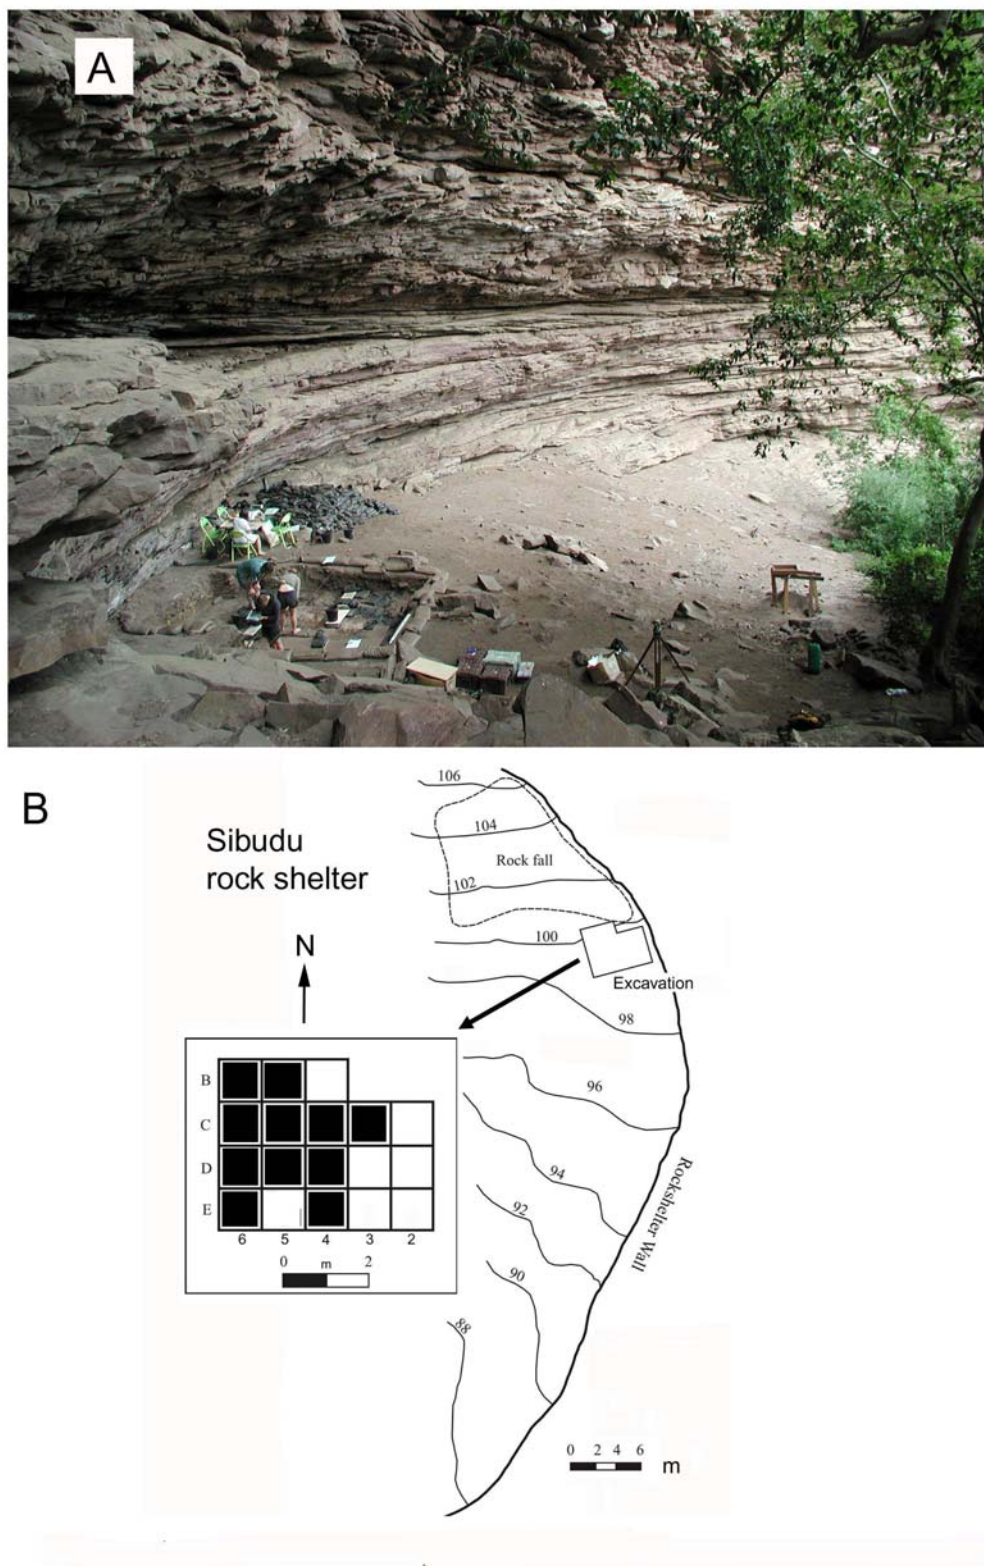 A
B
Sibudu
rock shelter
N
106
104
Rock fall
102
100
Excavation
98
96
94
92
90
88
Rockshelter Wall
B
C
D
E
6 5 4 3 2
0 m 2
0 2 4 6
m